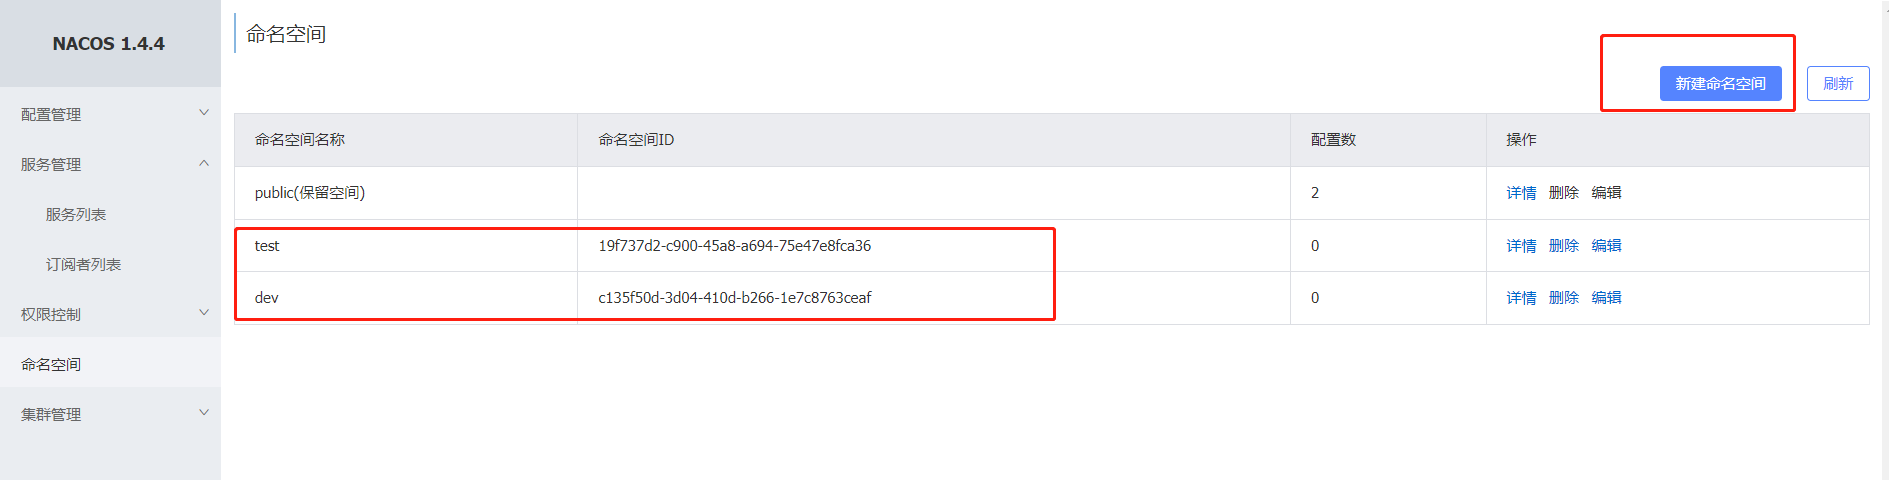 NACOS 1.4.4
配置管理
服务管理
服务列表
订阅者列表
权限控制
命名空间
集群管理
命名空间
新建命名空间 刷新
命名空间名称 命名空间ID 配置数 操作
public(保留空间) 2 详情 删除 编辑
test 19f737d2-c900-45a8-a694-75e47e8fca36 0 详情 删除 编辑
dev c135f50d-3d04-410d-b266-1e7c8763ceaf 0 详情 删除 编辑